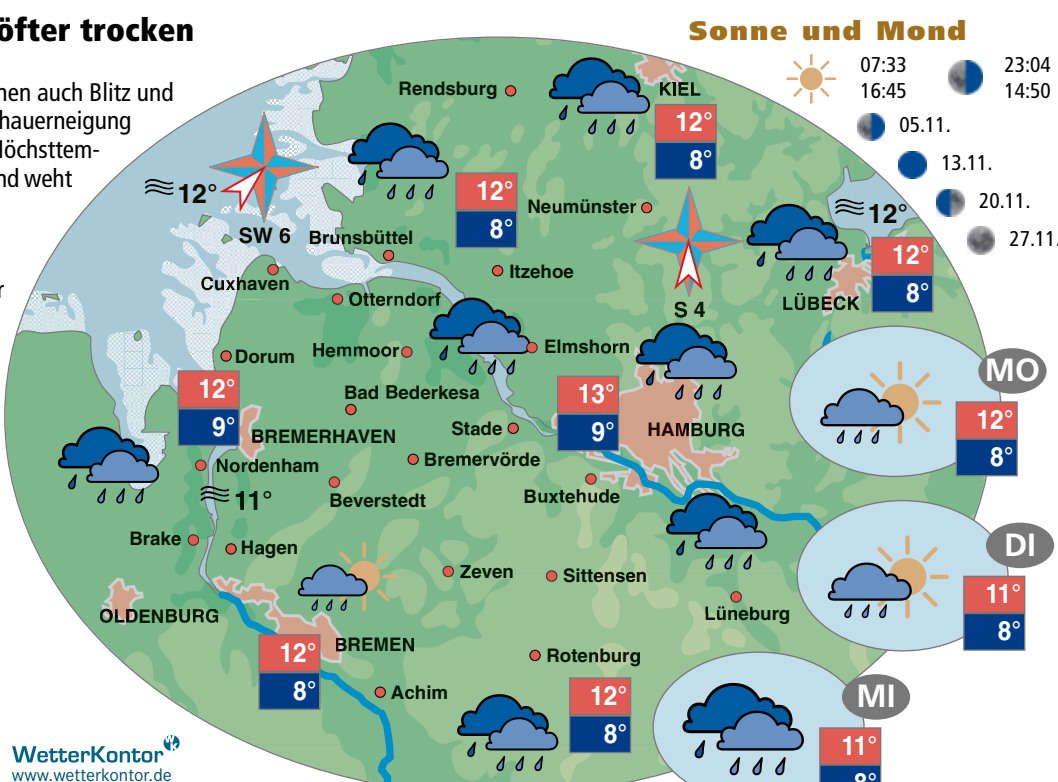 öfter trocken
nen auch Blitz und
hauerneigung
Höchsttem-
nd weht
r
Sonne und Mond
07:33
16:45
23:04
14:50
05.11.
13.11.
20.11.
27.11.
Rendsburg
KIEL
12°
8°
12°
12°
8°
Neumünster
12°
SW 6
Brunsbüttel
Itzehoe
12°
8°
Cuxhaven
Otterndorf
S 4
LÜBECK
Dorum
Hemmoor
Elmshorn
MO
12°
8°
12°
9°
Bad Bederkesa
13°
9°
BREMERHAVEN
Stade
HAMBURG
Nordenham
Bremervörde
11°
Beverstedt
Buxtehude
Brake
Hagen
DI
11°
8°
Zeven
Sittensen
OLDENBURG
Lüneburg
BREMEN
12°
8°
Rotenburg
Achim
12°
8°
MI
11°
8°
WetterKontor
www.wetterkontor.de